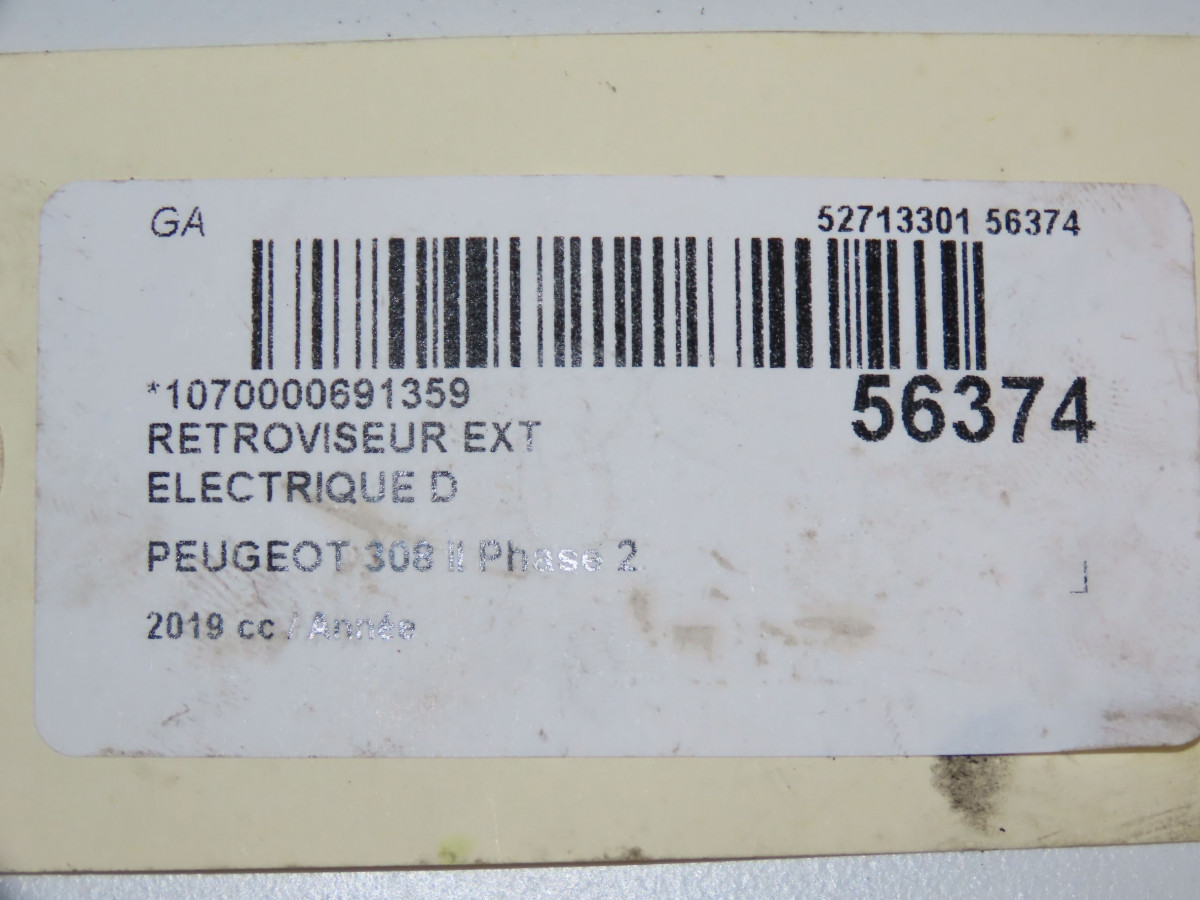 GA
52713301 56374
*1070000691359
56374
RETROVISEUR EXT
ELECTRIQUE D
PEUGEOT 308 II Phase 2
2019 cc / Année